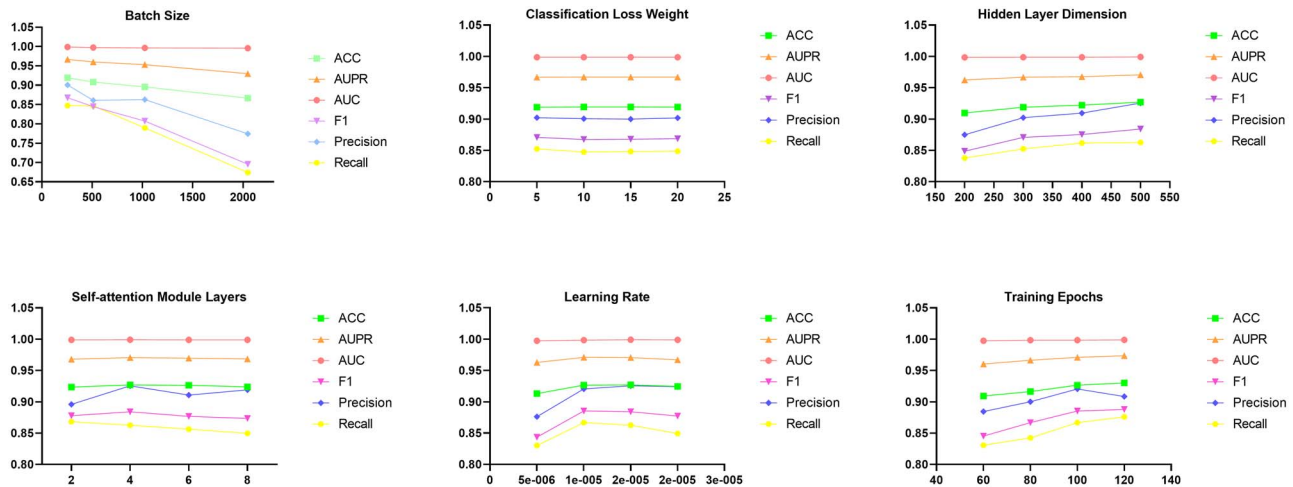 Batch Size
1.05
1.00
0.95
0.90
0.85
0.80
0.75
0.70
0.65
0 500 1000 1500 2000
ACC
AUPR
AUC
F1
Precision
Recall
Classification Loss Weight
1.05
1.00
0.95
0.90
0.85
0.80
0 5 10 15 20 25
ACC
AUPR
AUC
F1
Precision
Recall
Hidden Layer Dimension
1.05
1.00
0.95
0.90
0.85
0.80
150 200 250 300 350 400 450 500 550
ACC
AUPR
AUC
F1
Precision
Recall
Self-attention Module Layers
1.05
1.00
0.95
0.90
0.85
0.80
2 4 6 8
ACC
AUPR
AUC
F1
Precision
Recall
Learning Rate
1.05
1.00
0.95
0.90
0.85
0.80
0 5e-006 1e-005 2e-005 2e-005 3e-005
ACC
AUPR
AUC
F1
Precision
Recall
Training Epochs
1.05
1.00
0.95
0.90
0.85
0.80
40 60 80 100 120 140
ACC
AUPR
AUC
F1
Precision
Recall